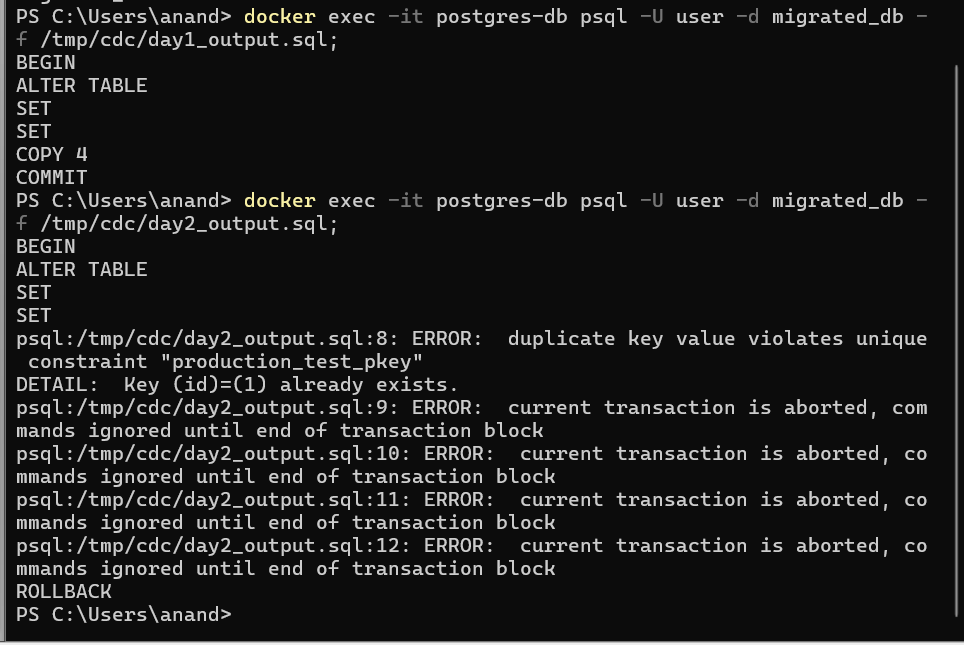 PS C:\Users\anand> docker exec -it postgres-db psql -U user -d migrated_db -
f /tmp/cdc/day1_output.sql;
BEGIN
ALTER TABLE
SET
SET
COPY 4
COMMIT
PS C:\Users\anand> docker exec -it postgres-db psql -U user -d migrated_db -
f /tmp/cdc/day2_output.sql;
BEGIN
ALTER TABLE
SET
SET
psql:/tmp/cdc/day2_output.sql:8: ERROR:  duplicate key value violates unique
 constraint "production_test_pkey"
DETAIL:  Key (id)=(1) already exists.
psql:/tmp/cdc/day2_output.sql:9: ERROR:  current transaction is aborted, com
mands ignored until end of transaction block
psql:/tmp/cdc/day2_output.sql:10: ERROR:  current transaction is aborted, co
mmands ignored until end of transaction block
psql:/tmp/cdc/day2_output.sql:11: ERROR:  current transaction is aborted, co
mmands ignored until end of transaction block
psql:/tmp/cdc/day2_output.sql:12: ERROR:  current transaction is aborted, co
mmands ignored until end of transaction block
ROLLBACK
PS C:\Users\anand>